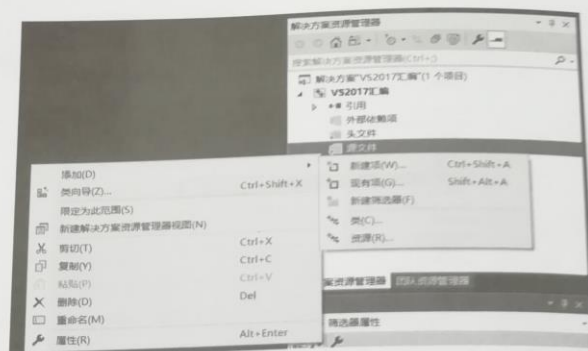 解决方案资源管理器
搜索解决方案资源管理器(Ctrl+;)
解决方案"VS2017汇编"(1 个项目)
VS2017汇编
引用
外部依赖项
头文件
源文件
添加(D)
类向导(Z)... Ctrl+Shift+X
限定为此范围(S)
新建解决方案资源管理器视图(N)
剪切(T) Ctrl+X
复制(Y) Ctrl+C
粘贴(P) Ctrl+V
删除(D) Del
重命名(M)
属性(R) Alt+Enter
新建项(W)... Ctrl+Shift+A
现有项(G)... Shift+Alt+A
新建筛选器(F)
类(C)...
资源(R)...
案资源管理器 团队资源管理器
筛选器属性